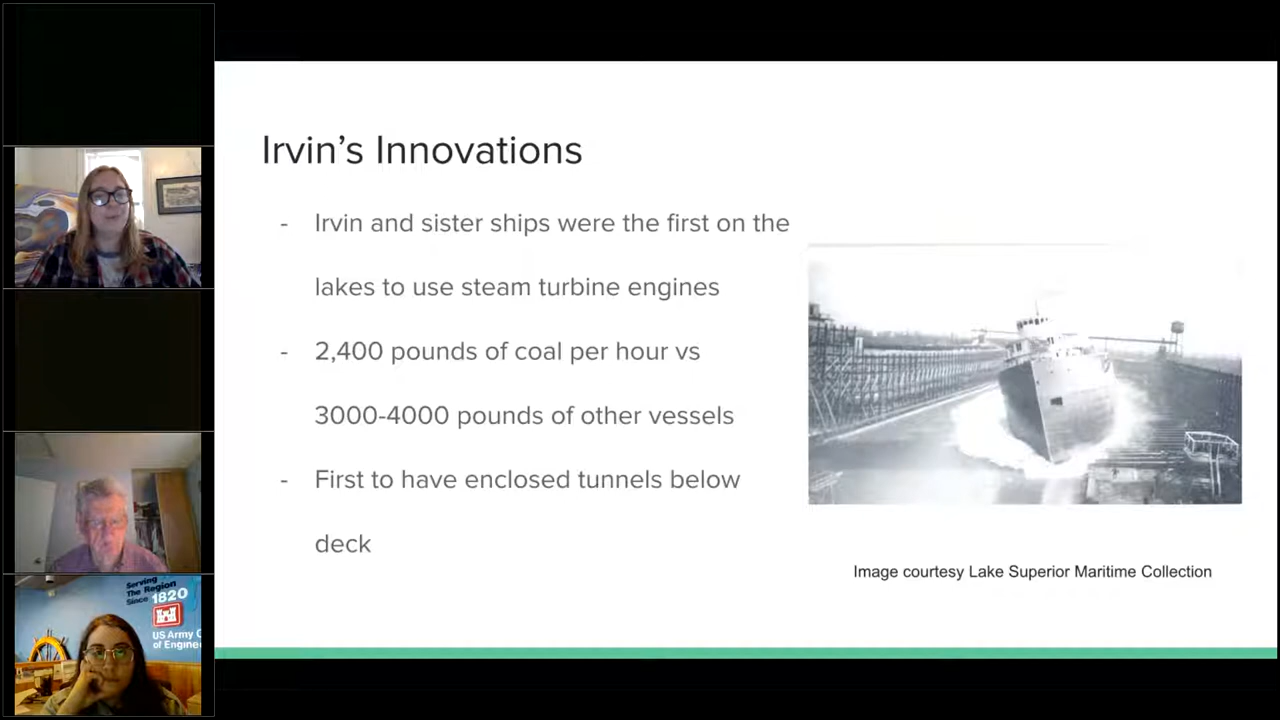 Irvin's Innovations
- Irvin and sister ships were the first on the
lakes to use steam turbine engines
- 2,400 pounds of coal per hour vs
3000-4000 pounds of other vessels
- First to have enclosed tunnels below
deck
Image courtesy Lake Superior Maritime Collection
Serving
The Region
Since 1820
US Army
of Engine